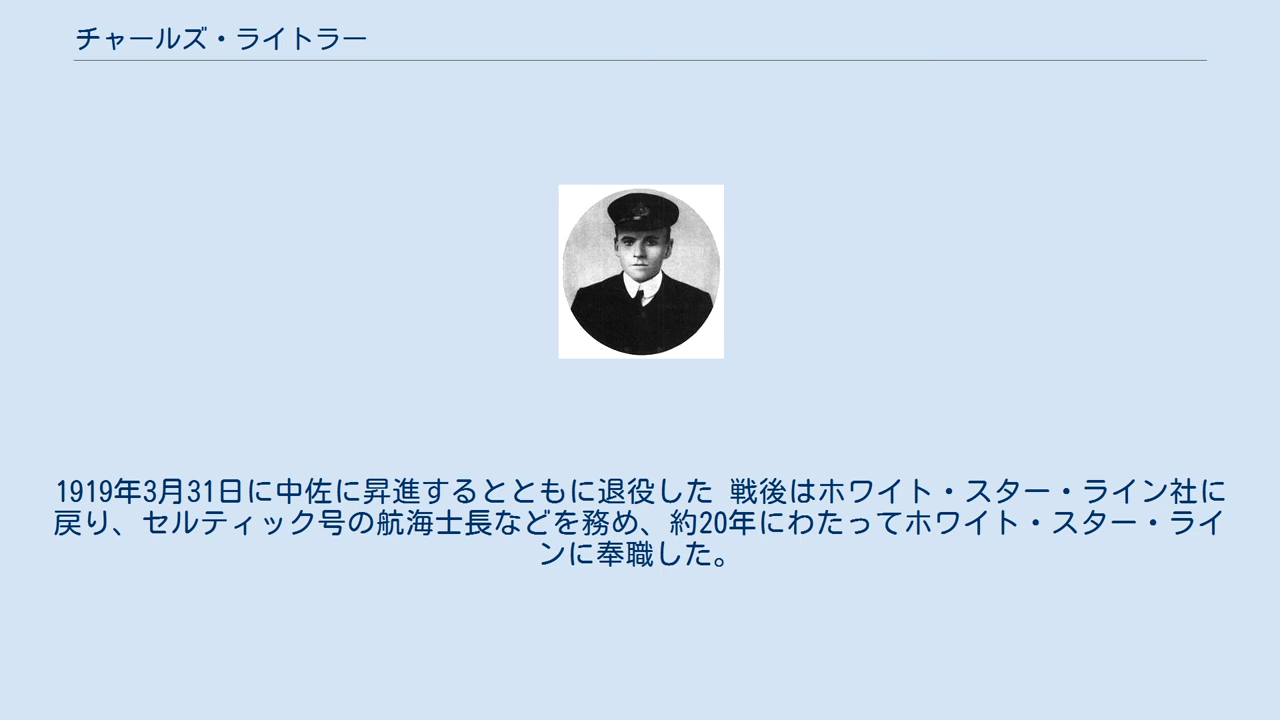 チャールズ・ライトラー
1919年3月31日に中佐に昇進するとともに退役した 戦後はホワイト・スター・ライン社に
戻り、セルティック号の航海士長などを務め、約20年にわたってホワイト・スター・ライ
ンに奉職した。